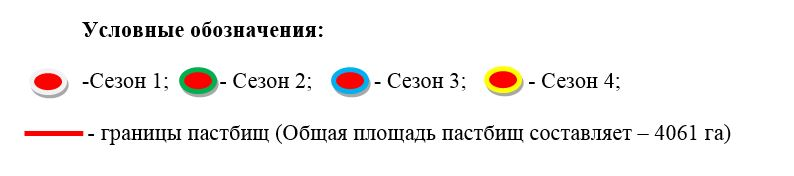 Условные обозначения:
-Сезон 1; - Сезон 2; - Сезон 3; - Сезон 4;
- границы пастбищ (Общая площадь пастбищ составляет – 4061 га)